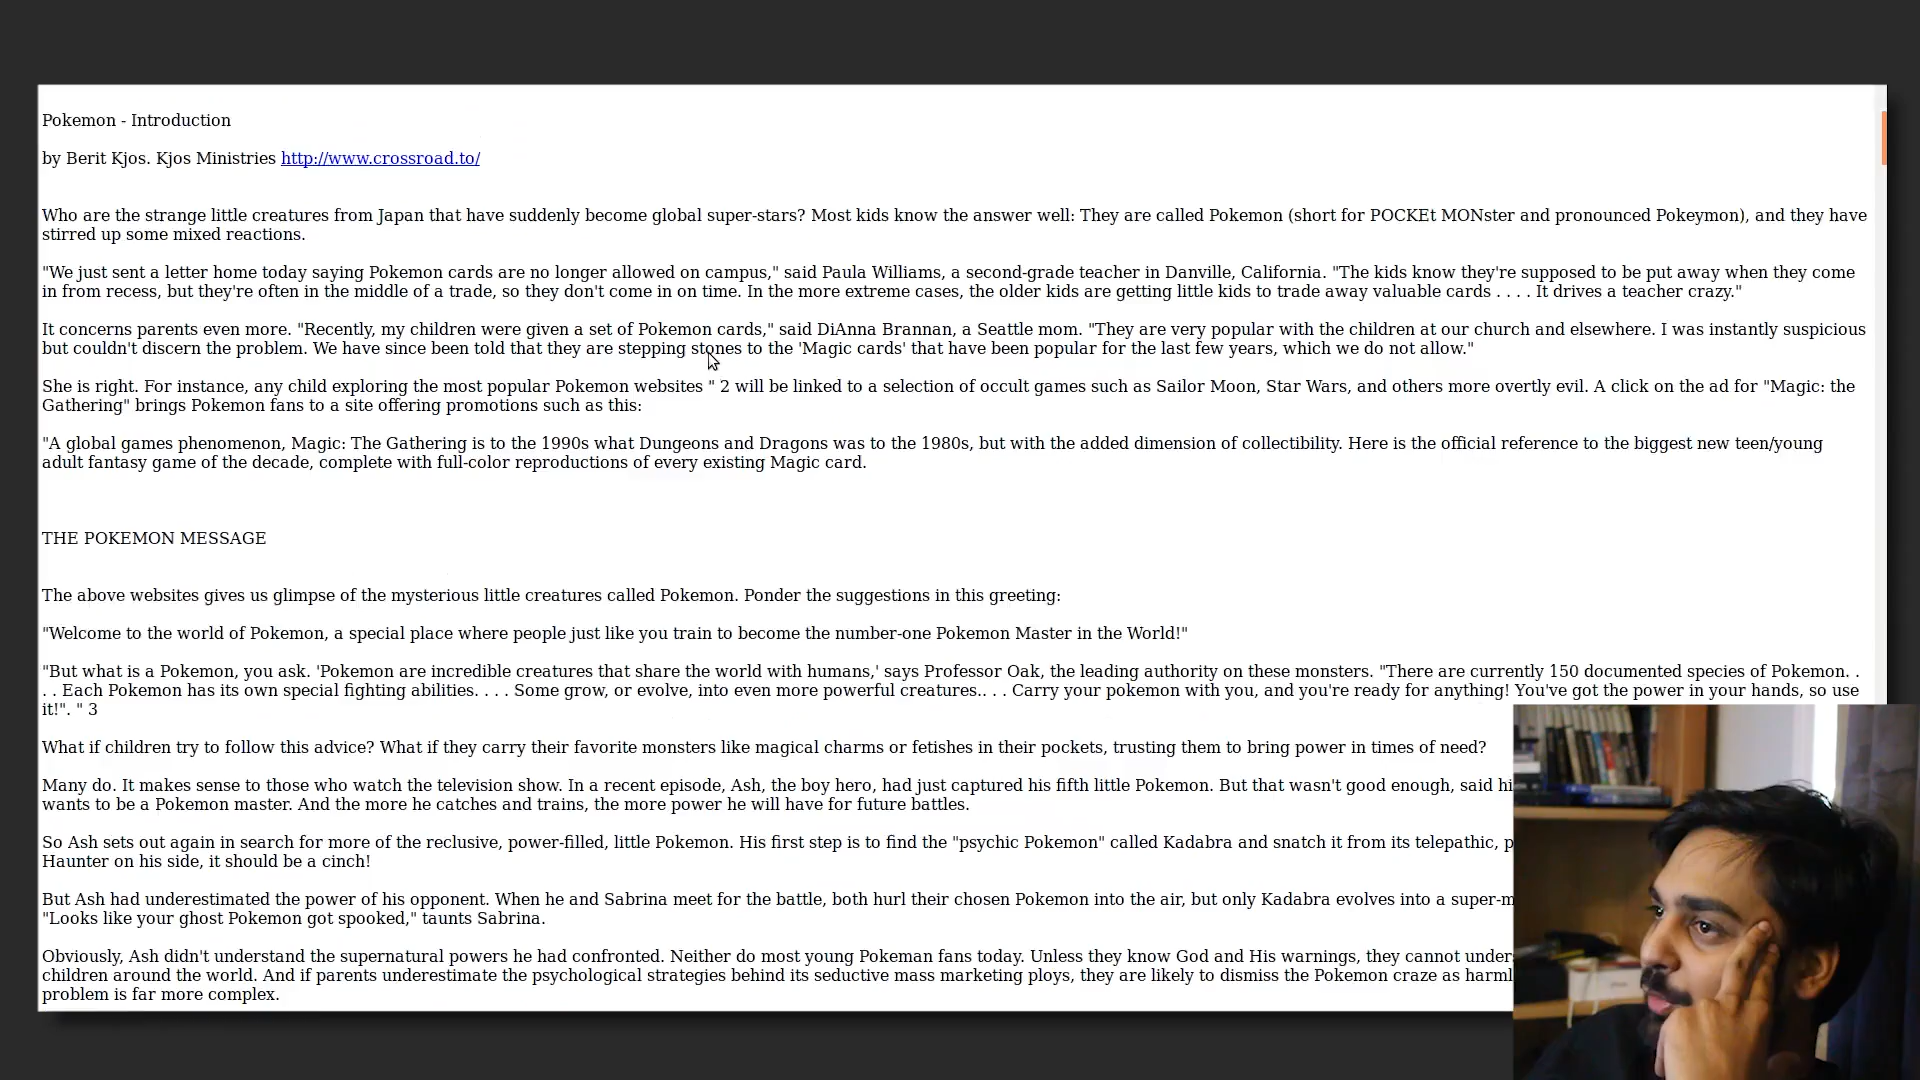 Pokemon - Introduction
by Berit Kjos. Kjos Ministries http://www.crossroad.to/
Who are the strange little creatures from Japan that have suddenly become global super-stars? Most kids know the answer well: They are called Pokemon (short for POCKEt MONster and pronounced Pokeymon), and they have
stirred up some mixed reactions.
"We just sent a letter home today saying Pokemon cards are no longer allowed on campus," said Paula Williams, a second-grade teacher in Danville, California. "The kids know they're supposed to be put away when they come
in from recess, but they're often in the middle of a trade, so they don't come in on time. In the more extreme cases, the older kids are getting little kids to trade away valuable cards . . . . It drives a teacher crazy."
It concerns parents even more. "Recently, my children were given a set of Pokemon cards," said DiAnna Brannan, a Seattle mom. "They are very popular with the children at our church and elsewhere. I was instantly suspicious
but couldn't discern the problem. We have since been told that they are stepping stones to the 'Magic cards' that have been popular for the last few years, which we do not allow."
She is right. For instance, any child exploring the most popular Pokemon websites " 2 will be linked to a selection of occult games such as Sailor Moon, Star Wars, and others more overtly evil. A click on the ad for "Magic: the
Gathering" brings Pokemon fans to a site offering promotions such as this:
"A global games phenomenon, Magic: The Gathering is to the 1990s what Dungeons and Dragons was to the 1980s, but with the added dimension of collectibility. Here is the official reference to the biggest new teen/young
adult fantasy game of the decade, complete with full-color reproductions of every existing Magic card.
THE POKEMON MESSAGE
The above websites gives us glimpse of the mysterious little creatures called Pokemon. Ponder the suggestions in this greeting:
"Welcome to the world of Pokemon, a special place where people just like you train to become the number-one Pokemon Master in the World!"
"But what is a Pokemon, you ask. 'Pokemon are incredible creatures that share the world with humans,' says Professor Oak, the leading authority on these monsters. "There are currently 150 documented species of Pokemon. .
. . Each Pokemon has its own special fighting abilities. . . . Some grow, or evolve, into even more powerful creatures.. . . Carry your pokemon with you, and you're ready for anything! You've got the power in your hands, so use
it!". " 3
What if children try to follow this advice? What if they carry their favorite monsters like magical charms or fetishes in their pockets, trusting them to bring power in times of need?
Many do. It makes sense to those who watch the television show. In a recent episode, Ash, the boy hero, had just captured his fifth little Pokemon. But that wasn't good enough, said hi
wants to be a Pokemon master. And the more he catches and trains, the more power he will have for future battles.
So Ash sets out again in search for more of the reclusive, power-filled, little Pokemon. His first step is to find the "psychic Pokemon" called Kadabra and snatch it from its telepathic, p
Haunter on his side, it should be a cinch!
But Ash had underestimated the power of his opponent. When he and Sabrina meet for the battle, both hurl their chosen Pokemon into the air, but only Kadabra evolves into a super-m
"Looks like your ghost Pokemon got spooked," taunts Sabrina.
Obviously, Ash didn't understand the supernatural powers he had confronted. Neither do most young Pokeman fans today. Unless they know God and His warnings, they cannot unders
children around the world. And if parents underestimate the psychological strategies behind its seductive mass marketing ploys, they are likely to dismiss the Pokemon craze as harml
problem is far more complex.